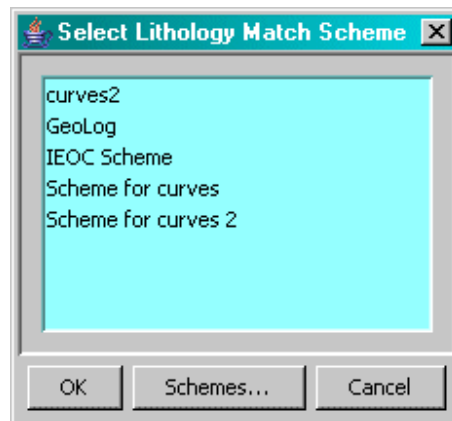 Select Lithology Match Scheme
curves2
GeoLog
IEOC Scheme
Scheme for curves
Scheme for curves 2
OK Schemes... Cancel